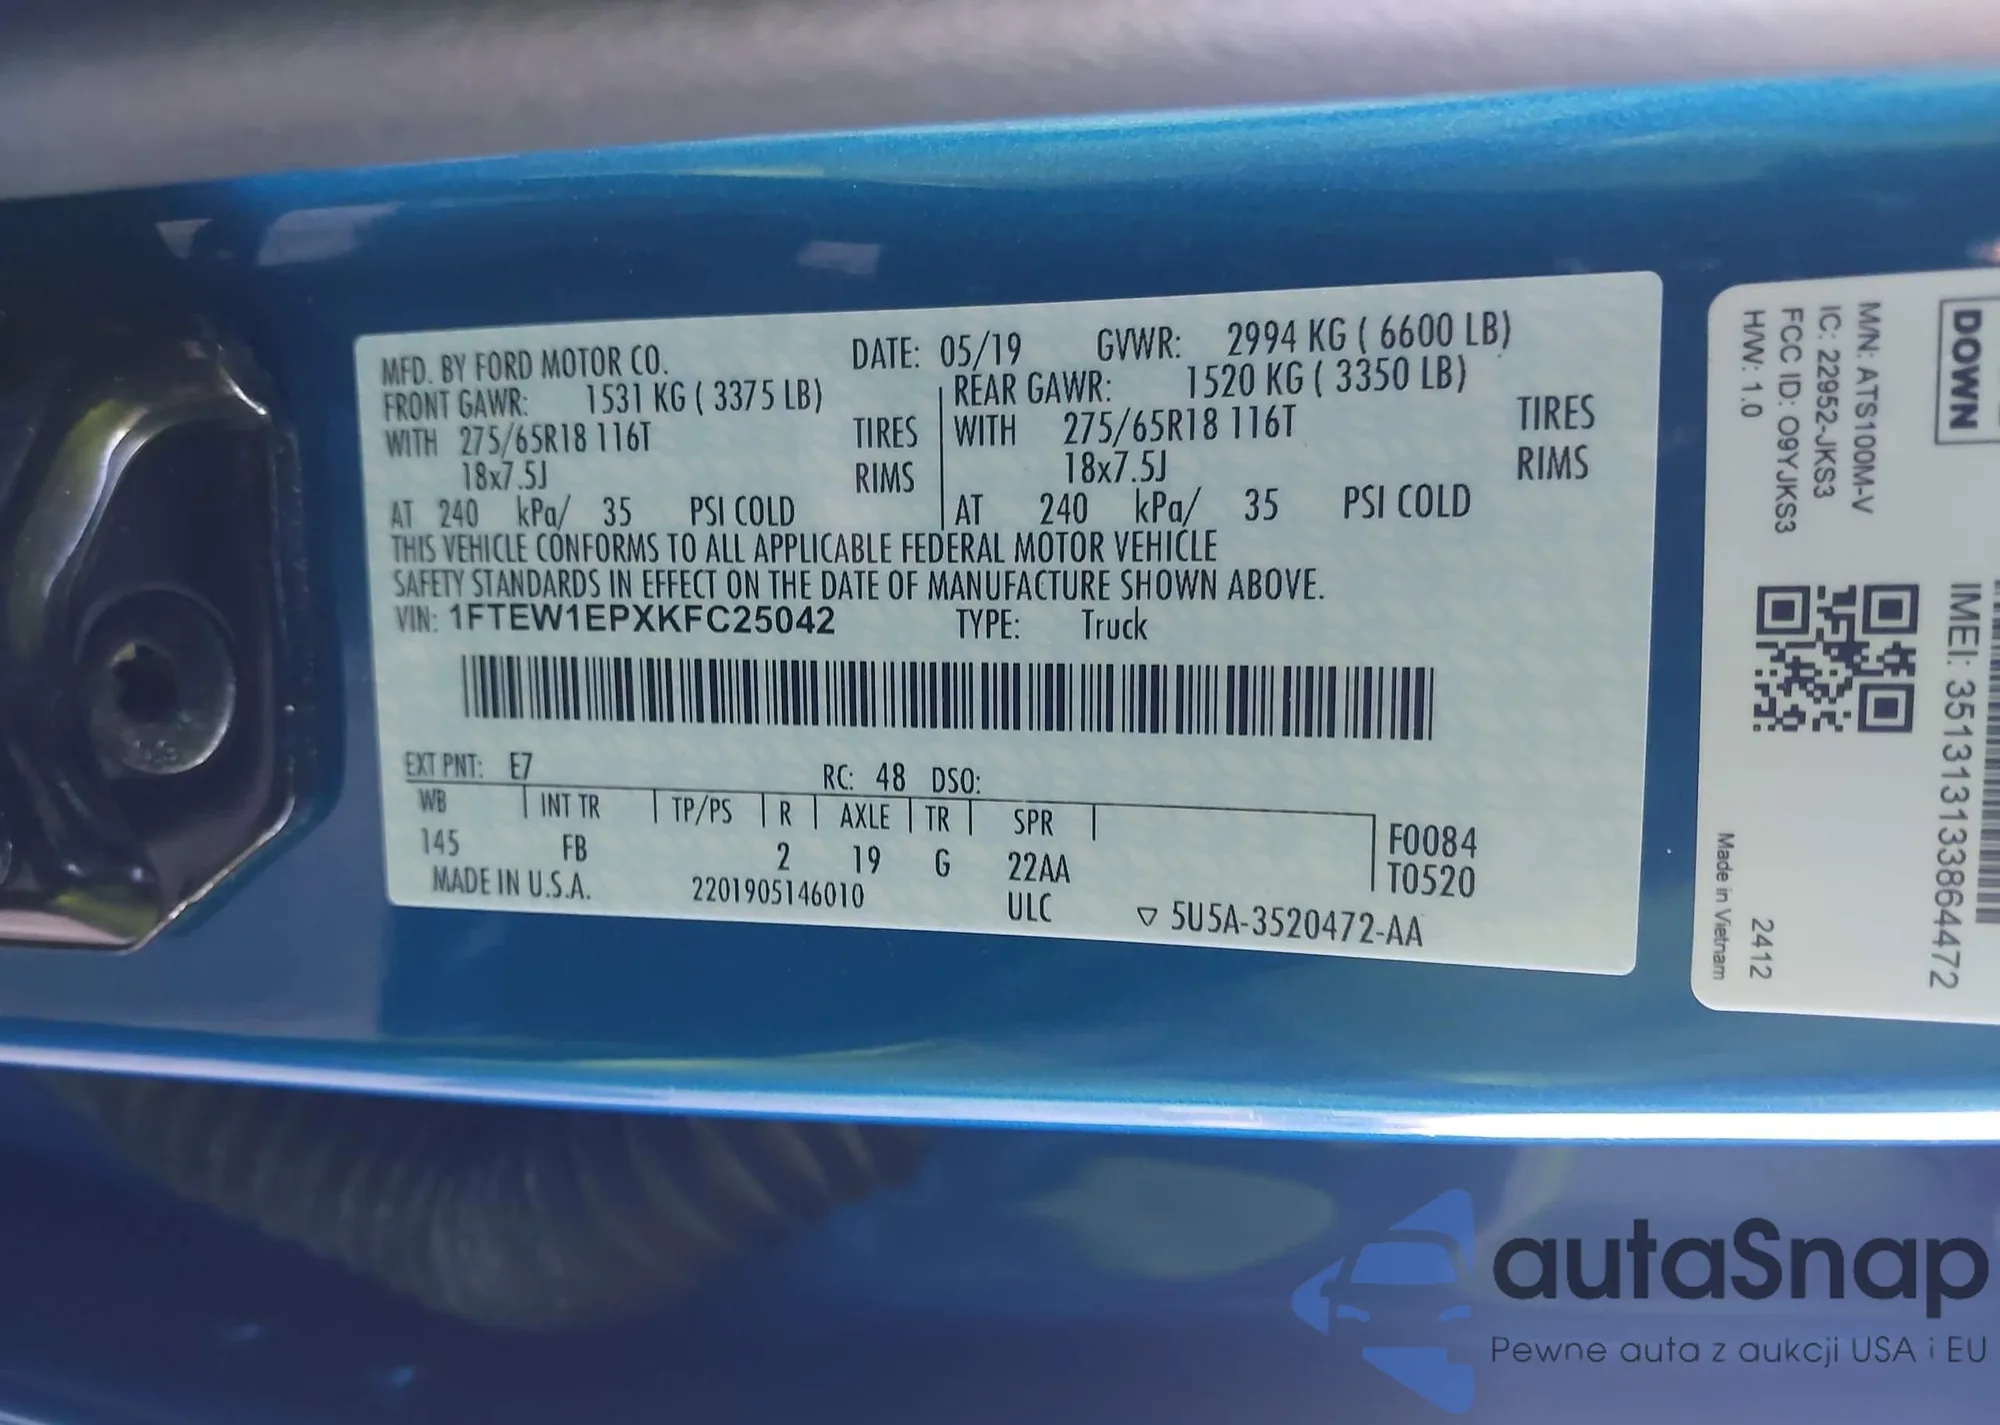 MFD. BY FORD MOTOR CO. DATE: 05/19 GVWR: 2994 KG ( 6600 LB)
FRONT GAWR: 1531 KG ( 3375 LB) REAR GAWR: 1520 KG ( 3350 LB)
WITH 275/65R18 116T TIRES WITH 275/65R18 116T TIRES
18x7.5J RIMS 18x7.5J RIMS
AT 240 kPa/ 35 PSI COLD AT 240 kPa/ 35 PSI COLD
THIS VEHICLE CONFORMS TO ALL APPLICABLE FEDERAL MOTOR VEHICLE
SAFETY STANDARDS IN EFFECT ON THE DATE OF MANUFACTURE SHOWN ABOVE.
VIN: 1FTEW1EPXKFC25042 TYPE: Truck
EXT PNT: E7 RC: 48 DSO:
WB INT TR TP/PS R AXLE TR SPR
145 FB 2 19 G 22AA
F0084
T0520
MADE IN U.S.A. 2201905146010 ULC ▽ 5U5A-3520472-AA
DOWN
M/N: ATS100M-V
IC: 22952-JKS3
FCC ID: O9YJKS3
H/W: 1.0
IMEI: 351313133864472
2412
Made in Vietnam
autaSnap
Pewne auta z aukcji USA i EU